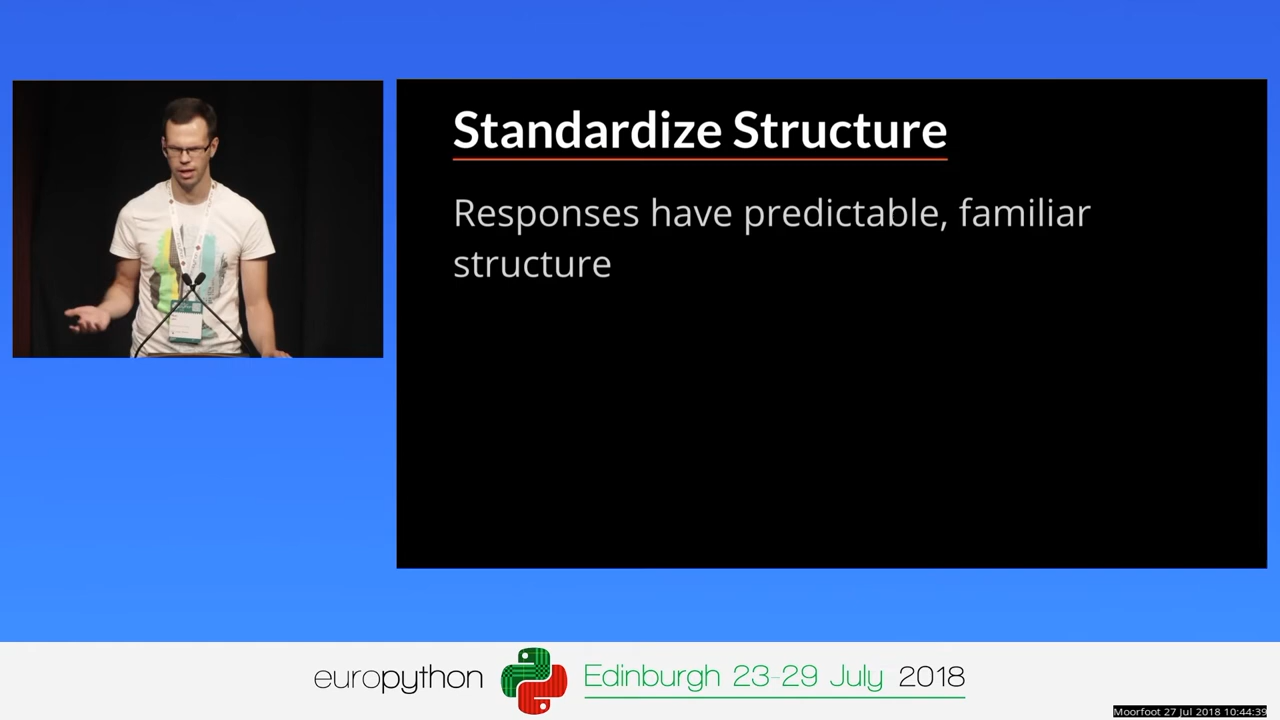 Standardize Structure
Responses have predictable, familiar
structure
europython
Edinburgh 23-29 July 2018
Moorfoot 27 Jul 2018 10:44:39